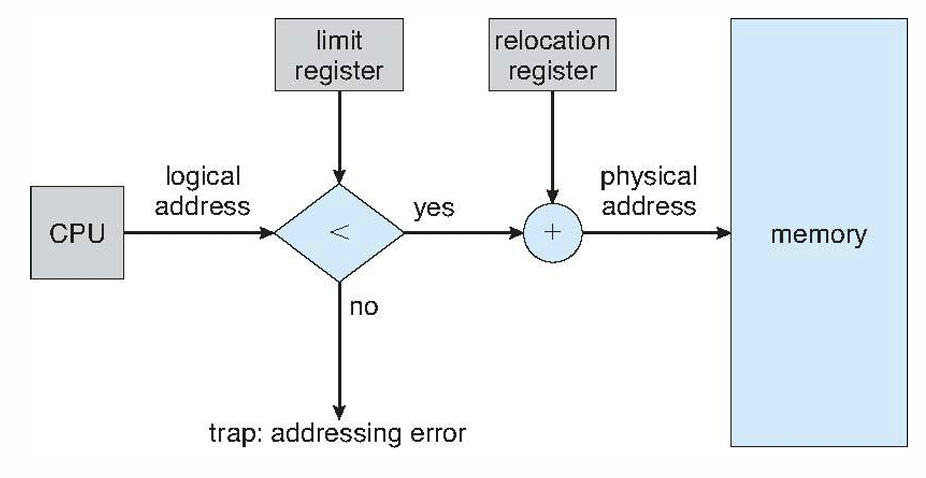 limit
register
relocation
register
logical
address
physical
address
CPU
<
yes
+
memory
no
trap: addressing error